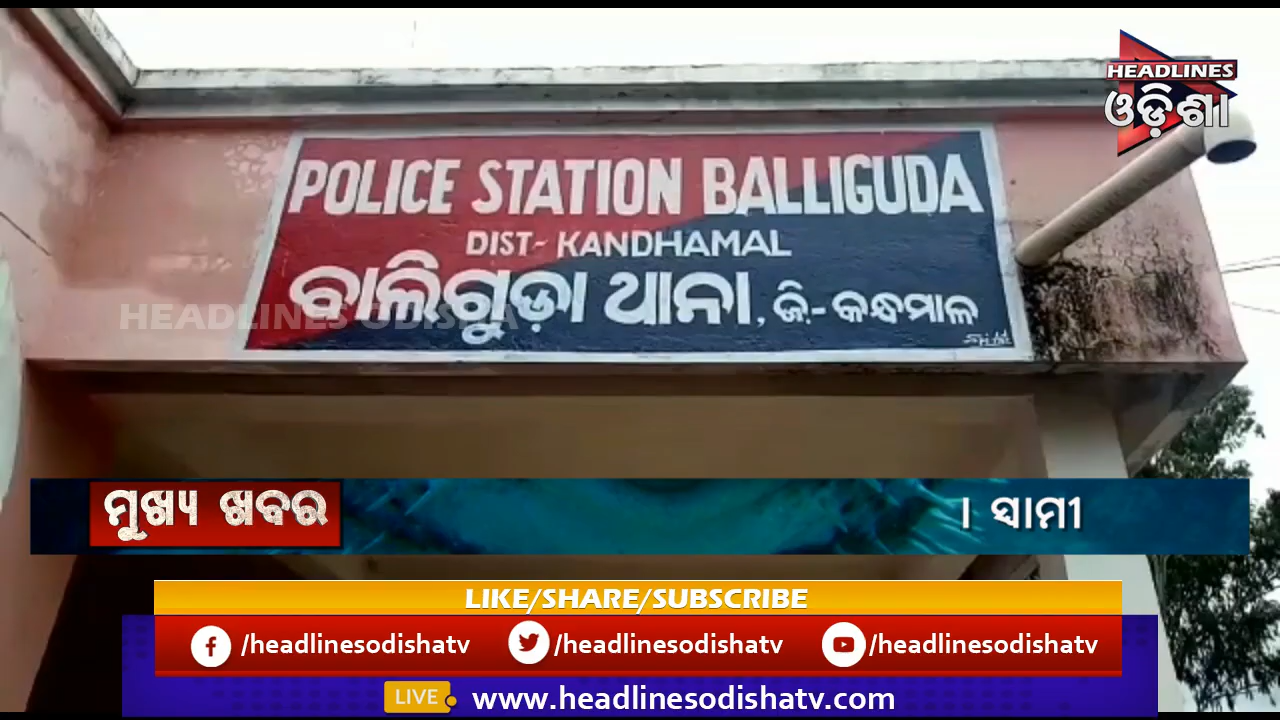 HEADLINES
ଓଡ଼ିଶା
POLICE STATION BALLIGUDA
DIST- KANDHAMAL
ବାଲିଗୁଡ଼ା ଥାନା, ଜି.- କନ୍ଧମାଳ
HEADLINES ODISHA
ମୁଖ୍ୟ ଖବର
। ସ୍ୱାମୀ
LIKE/SHARE/SUBSCRIBE
/headlinesodishatv /headlinesodishatv /headlinesodishatv
LIVE www.headlinesodishatv.com